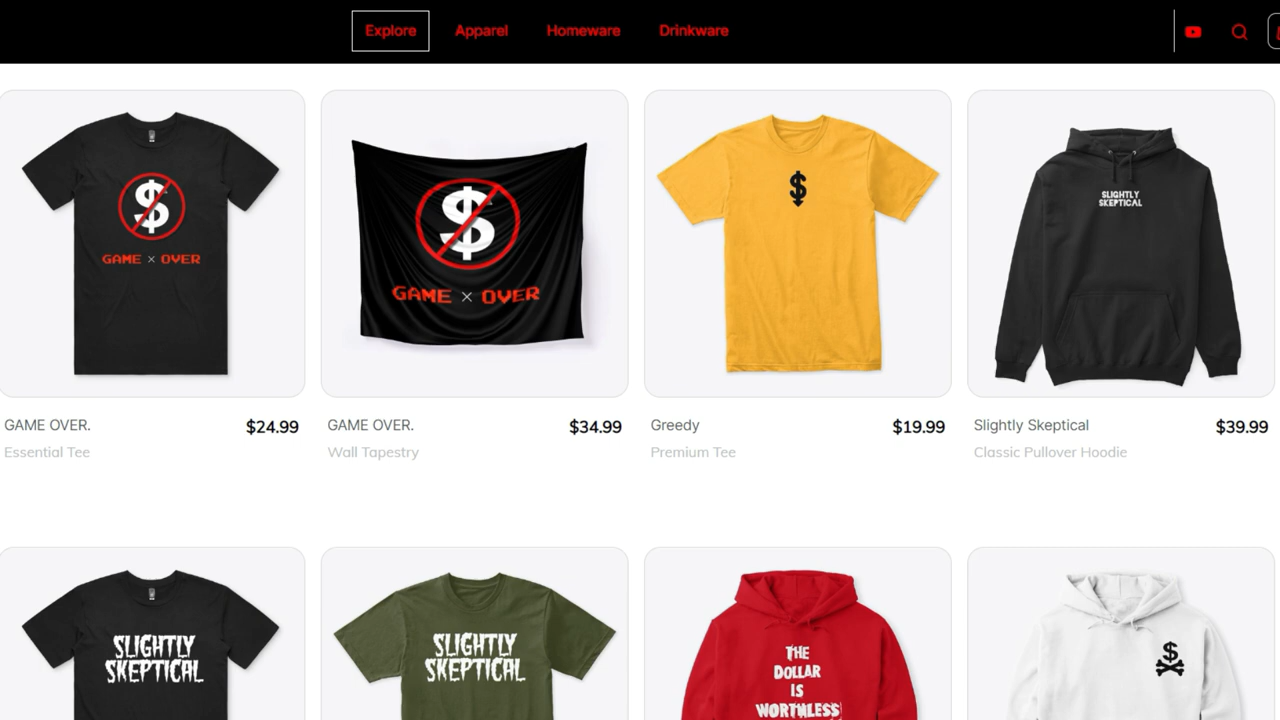 Explore Apparel Homeware Drinkware
$
GAME × OVER
$
GAME × OVER
$
SLIGHTLY
SKEPTICAL
GAME OVER. $24.99
Essential Tee
GAME OVER. $34.99
Wall Tapestry
Greedy $19.99
Premium Tee
Slightly Skeptical $39.99
Classic Pullover Hoodie
SLIGHTLY
SKEPTICAL
SLIGHTLY
SKEPTICAL
THE
DOLLAR
IS
WORTHLESS
$